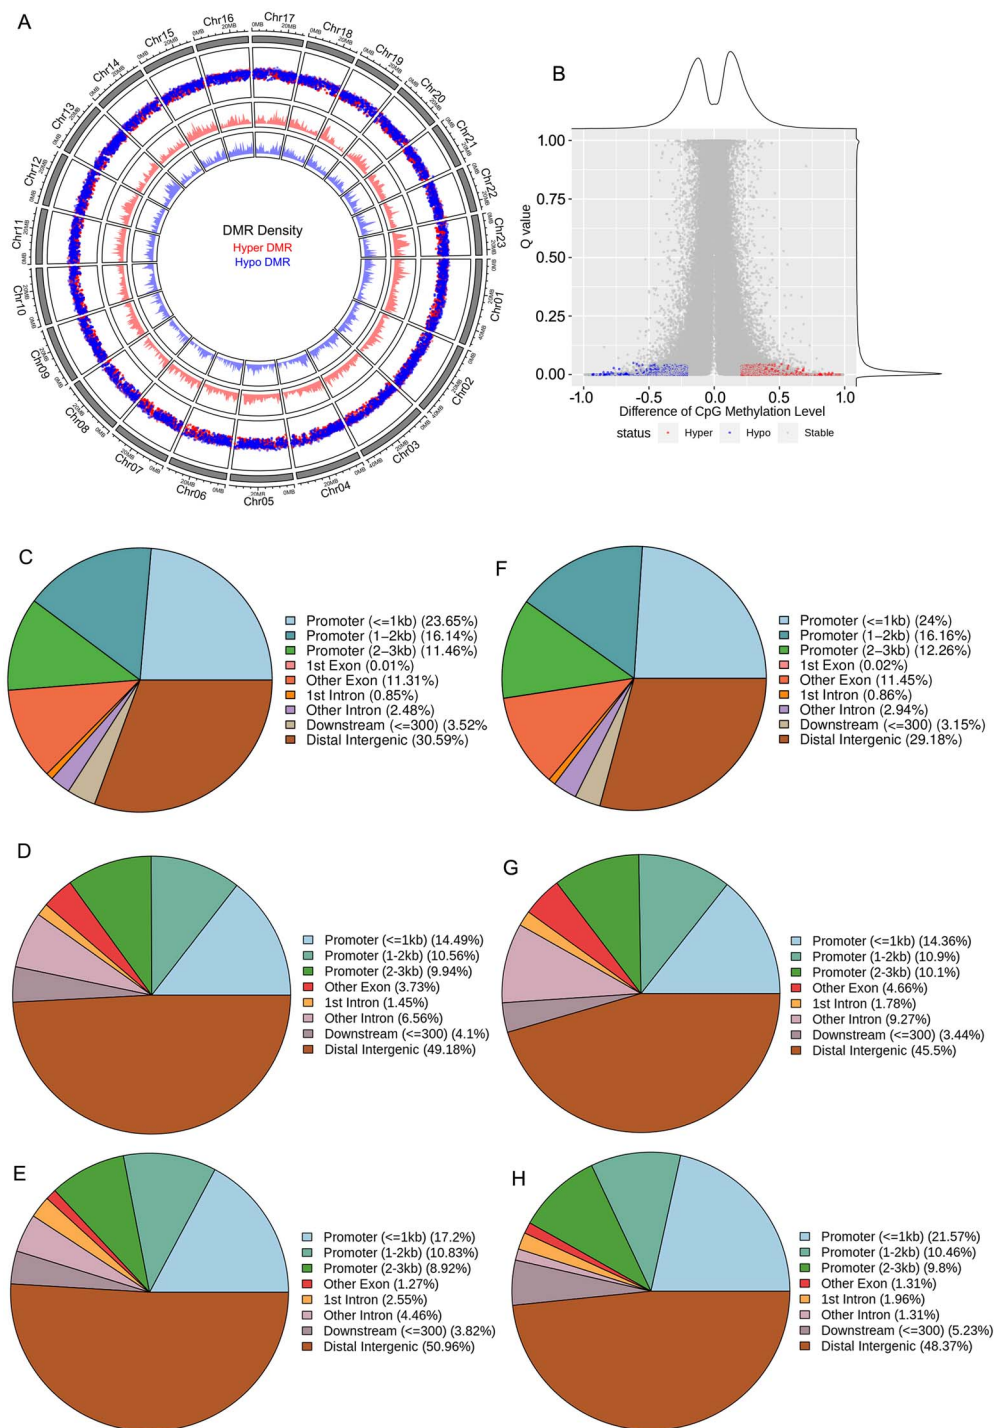 A
Chr17
Chr18
Chr19
Chr20
Chr21
Chr22
Chr23
Chr01
Chr02
Chr03
Chr04
Chr05
Chr06
Chr07
Chr08
Chr09
Chr10
Chr11
Chr12
Chr13
Chr14
Chr15
Chr16
DMR Density
Hyper DMR
Hypo DMR
B
1.00
0.75
0.50
0.25
0.00
Q value
-1.0 -0.5 0.0 0.5 1.0
Difference of CpG Methylation Level
status Hyper Hypo Stable
C
Promoter (<=1kb) (23.65%)
Promoter (1−2kb) (16.14%)
Promoter (2−3kb) (11.46%)
1st Exon (0.01%)
Other Exon (11.31%)
1st Intron (0.85%)
Other Intron (2.48%)
Downstream (<=300) (3.52%
Distal Intergenic (30.59%)
F
Promoter (<=1kb) (24%)
Promoter (1−2kb) (16.16%)
Promoter (2−3kb) (12.26%)
1st Exon (0.02%)
Other Exon (11.45%)
1st Intron (0.86%)
Other Intron (2.94%)
Downstream (<=300) (3.15%)
Distal Intergenic (29.18%)
D
Promoter (<=1kb) (14.49%)
Promoter (1-2kb) (10.56%)
Promoter (2-3kb) (9.94%)
Other Exon (3.73%)
1st Intron (1.45%)
Other Intron (6.56%)
Downstream (<=300) (4.1%)
Distal Intergenic (49.18%)
G
Promoter (<=1kb) (14.36%)
Promoter (1-2kb) (10.9%)
Promoter (2-3kb) (10.1%)
Other Exon (4.66%)
1st Intron (1.78%)
Other Intron (9.27%)
Downstream (<=300) (3.44%)
Distal Intergenic (45.5%)
E
Promoter (<=1kb) (17.2%)
Promoter (1-2kb) (10.83%)
Promoter (2-3kb) (8.92%)
Other Exon (1.27%)
1st Intron (2.55%)
Other Intron (4.46%)
Downstream (<=300) (3.82%)
Distal Intergenic (50.96%)
H
Promoter (<=1kb) (21.57%)
Promoter (1-2kb) (10.46%)
Promoter (2-3kb) (9.8%)
Other Exon (1.31%)
1st Intron (1.96%)
Other Intron (1.31%)
Downstream (<=300) (5.23%)
Distal Intergenic (48.37%)